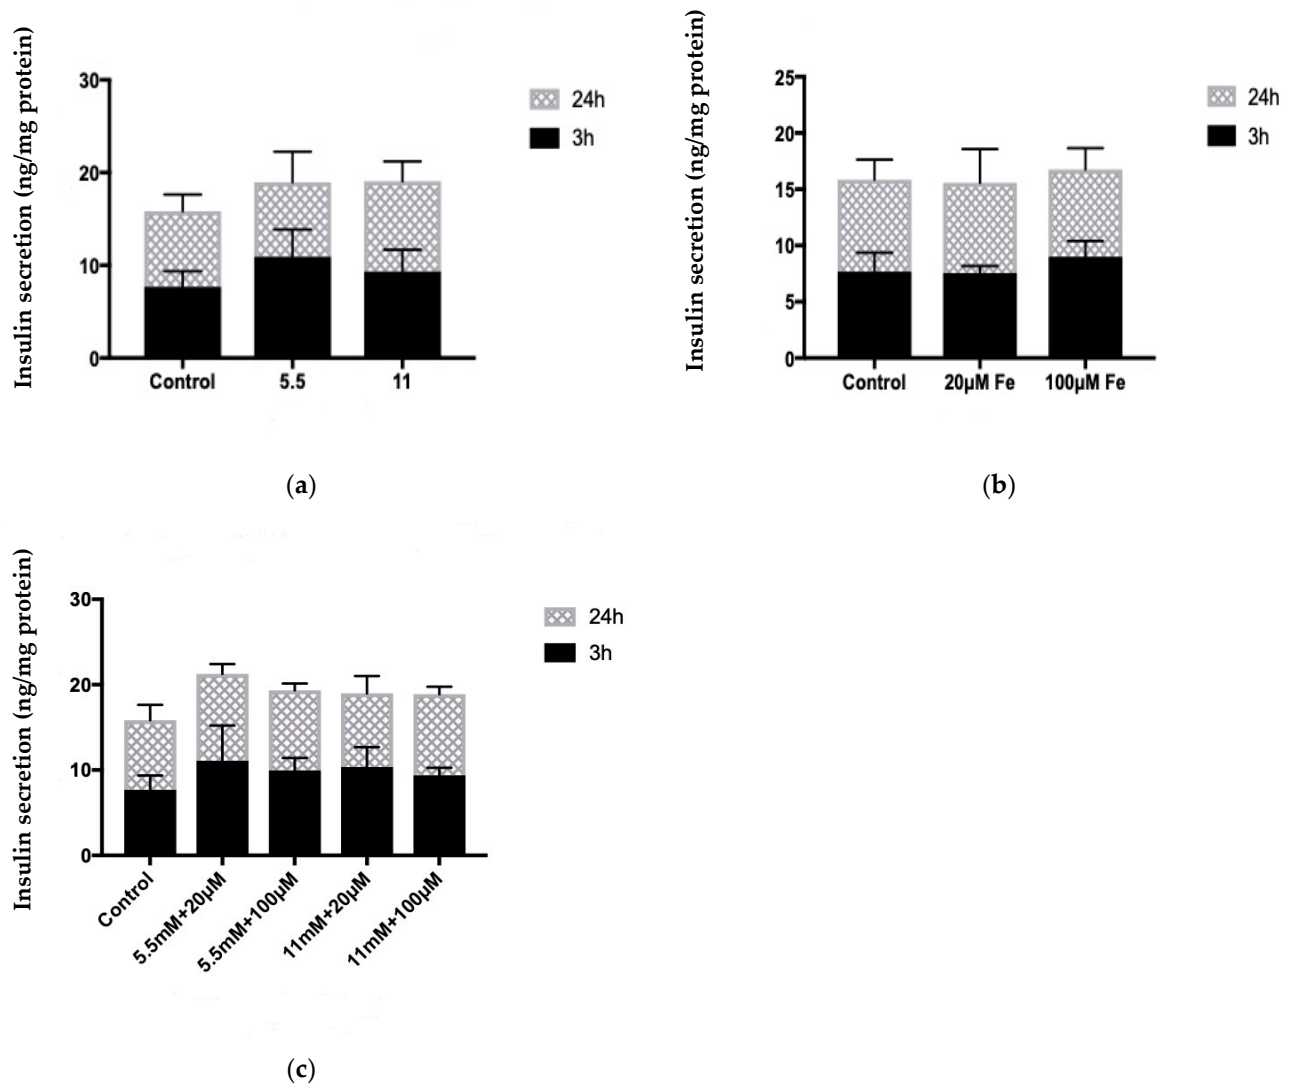 Insulin secretion (ng/mg protein)
30
20
10
0
Control 5.5 11
24h
3h
(a)
Insulin secretion (ng/mg protein)
25
20
15
10
5
0
Control 20µM Fe 100µM Fe
24h
3h
(b)
Insulin secretion (ng/mg protein)
30
20
10
0
Control
5.5mM+20µM
5.5mM+100µM
11mM+20µM
11mM+100µM
24h
3h
(c)